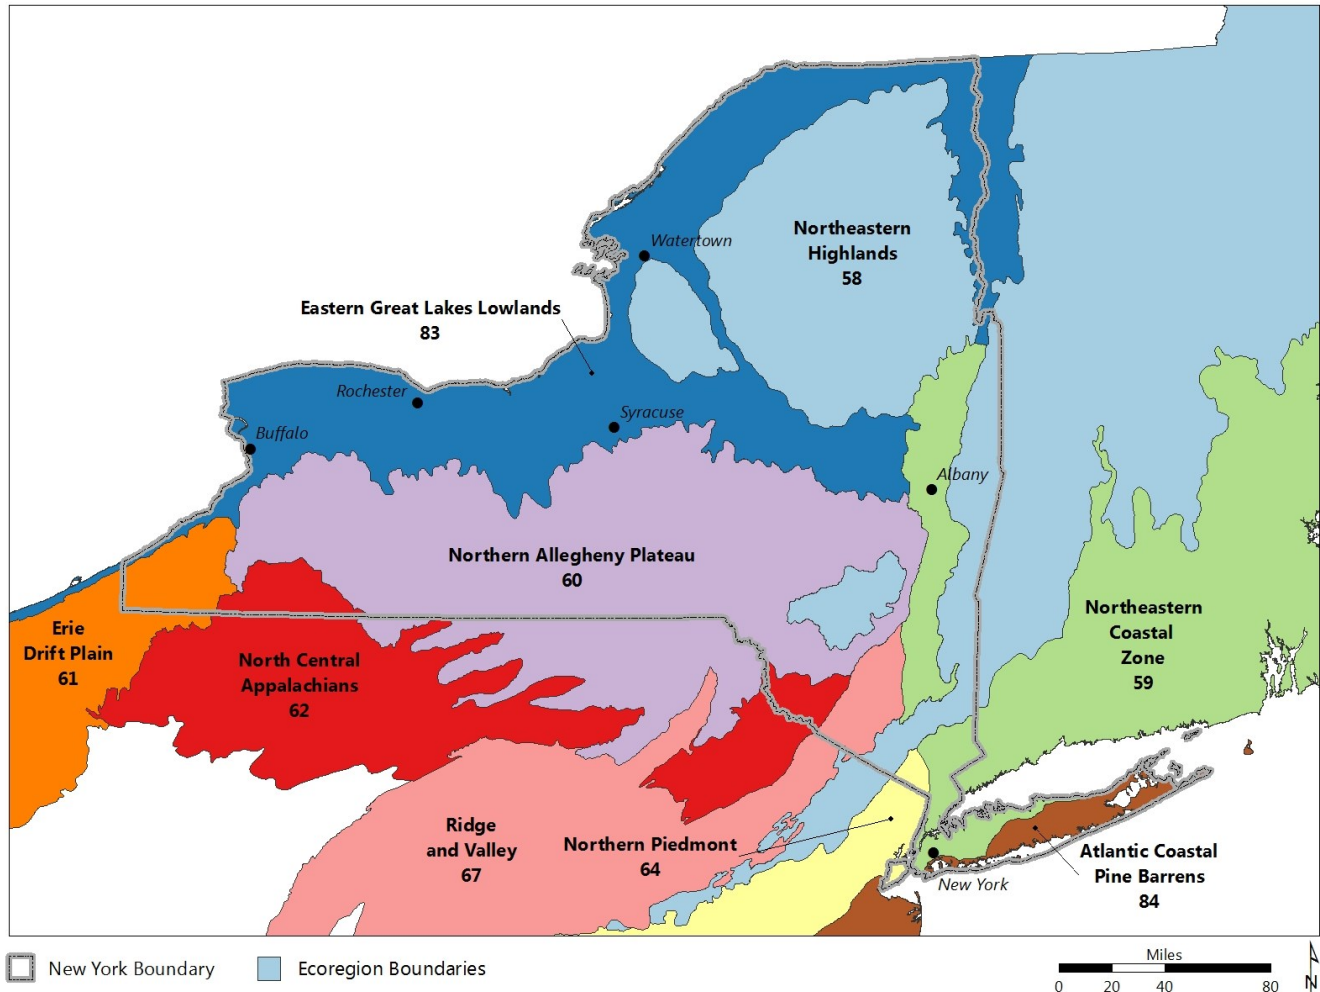 Northeastern
Highlands
58
Watertown
Eastern Great Lakes Lowlands
83
Rochester
Syracuse
Buffalo
Albany
Northern Allegheny Plateau
60
Northeastern
Coastal
Zone
59
Erie
Drift Plain
61
North Central
Appalachians
62
Ridge
and Valley
67
Northern Piedmont
64
Atlantic Coastal
Pine Barrens
84
New York
New York Boundary
Ecoregion Boundaries
Miles
0 20 40 80
N